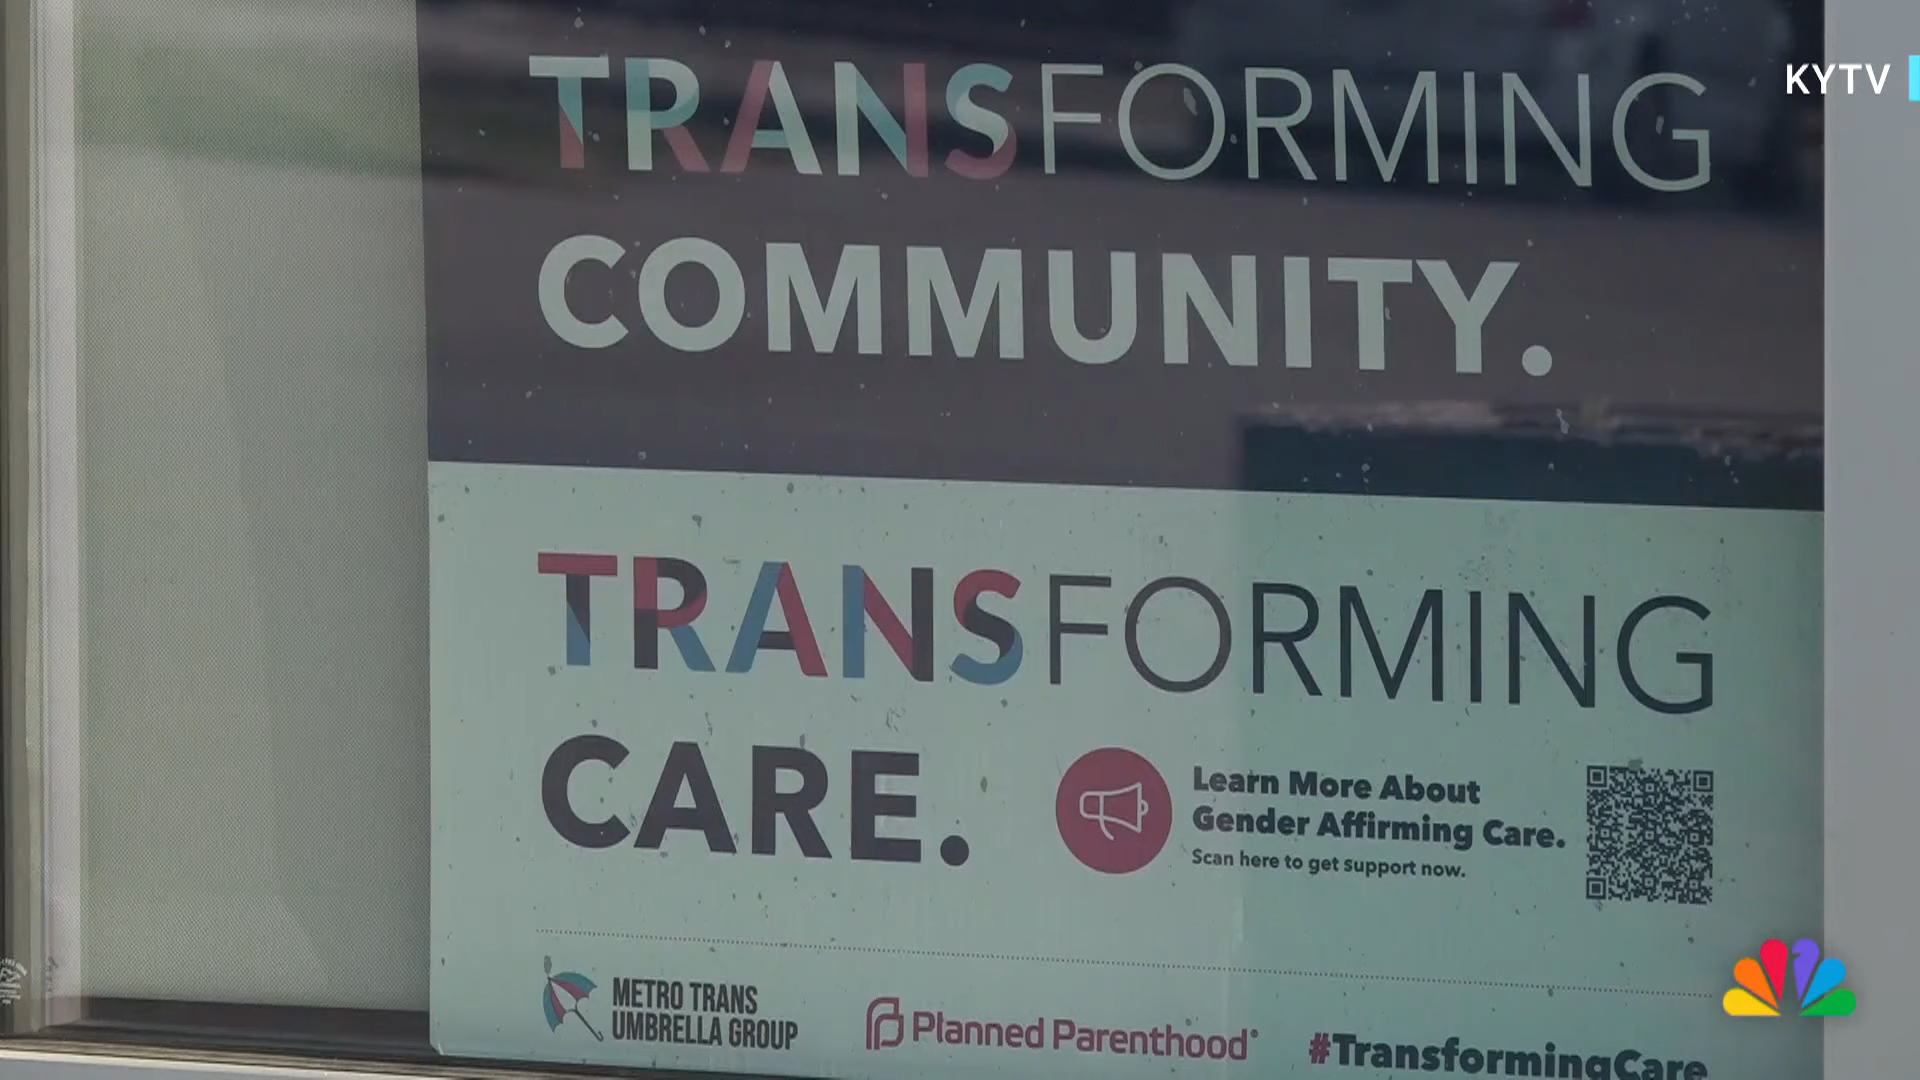 KYTV
TRANSFORMING
COMMUNITY.
TRANSFORMING
CARE.
Learn More About
Gender Affirming Care.
Scan here to get support now.
METRO TRANS
UMBRELLA GROUP
Planned Parenthood®
#TransformingCare